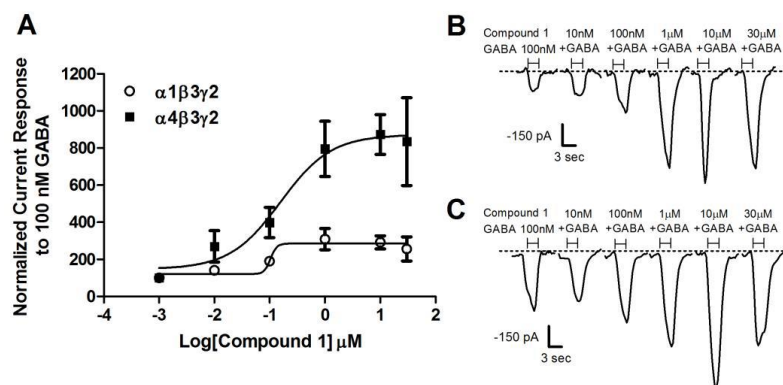 A
Normalized Current Response
to 100 nM GABA
1200
1000
800
600
400
200
0
α1β3γ2
α4β3γ2
-4 -3 -2 -1 0 1 2
Log[Compound 1] μM
B
Compound 1 10nM 100nM 1μM 10μM 30μM
GABA 100nM +GABA +GABA +GABA +GABA +GABA
-150 pA
3 sec
C
Compound 1 10nM 100nM 1μM 10μM 30μM
GABA 100nM +GABA +GABA +GABA +GABA +GABA
-150 pA
3 sec